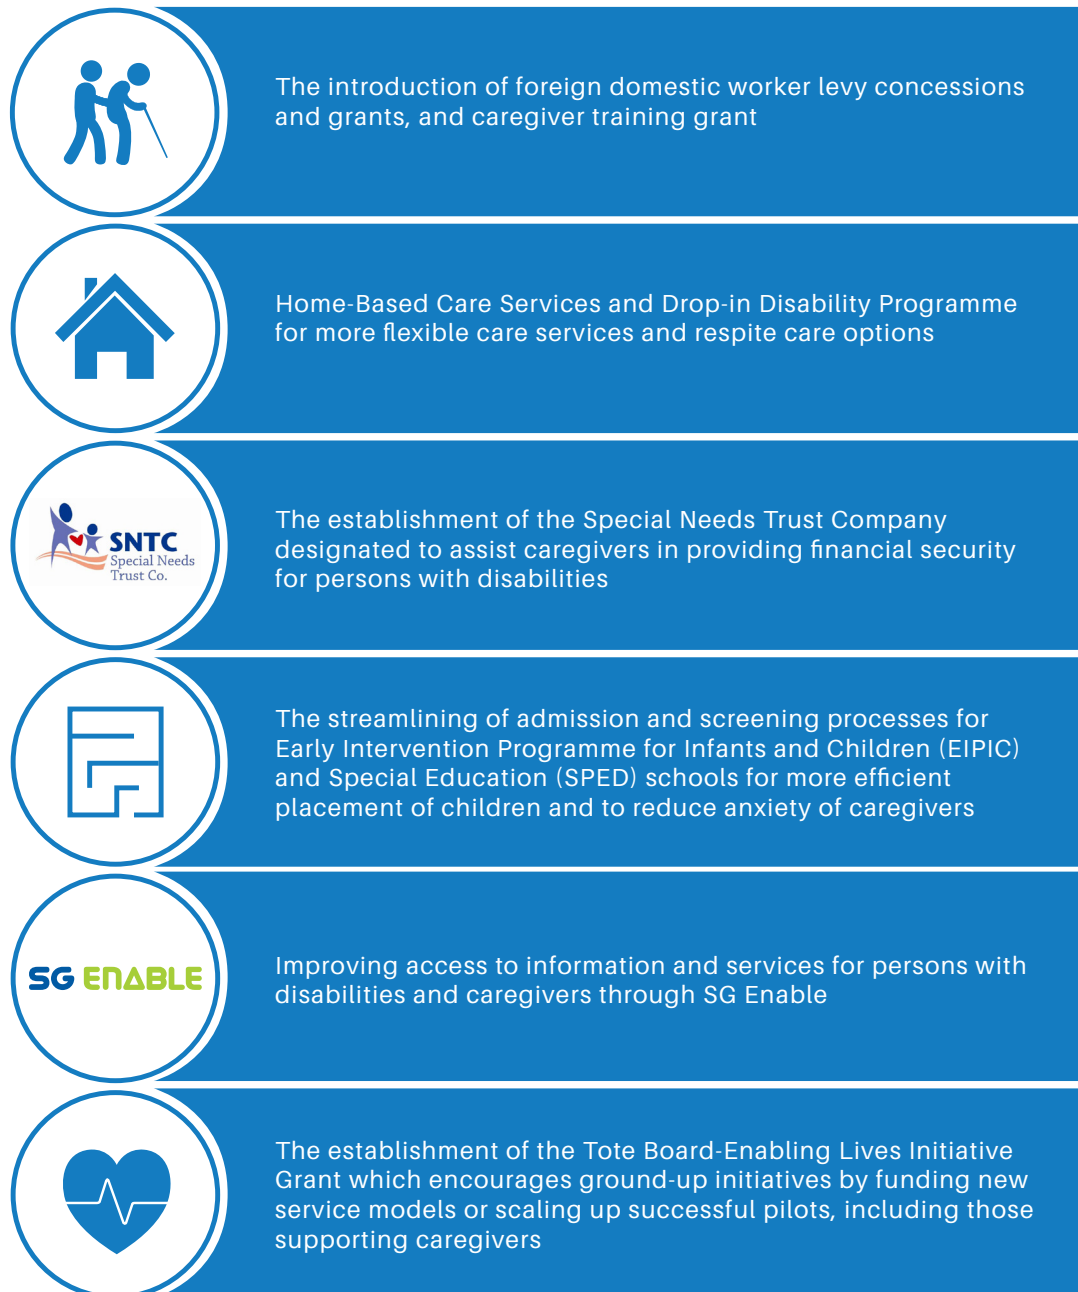 The introduction of foreign domestic worker levy concessions
and grants, and caregiver training grant
Home-Based Care Services and Drop-in Disability Programme
for more flexible care services and respite care options
SNTC
Special Needs
Trust Co.
The establishment of the Special Needs Trust Company
designated to assist caregivers in providing financial security
for persons with disabilities
The streamlining of admission and screening processes for
Early Intervention Programme for Infants and Children (EIPIC)
and Special Education (SPED) schools for more efficient
placement of children and to reduce anxiety of caregivers
SG ENABLE
Improving access to information and services for persons with
disabilities and caregivers through SG Enable
The establishment of the Tote Board-Enabling Lives Initiative
Grant which encourages ground-up initiatives by funding new
service models or scaling up successful pilots, including those
supporting caregivers